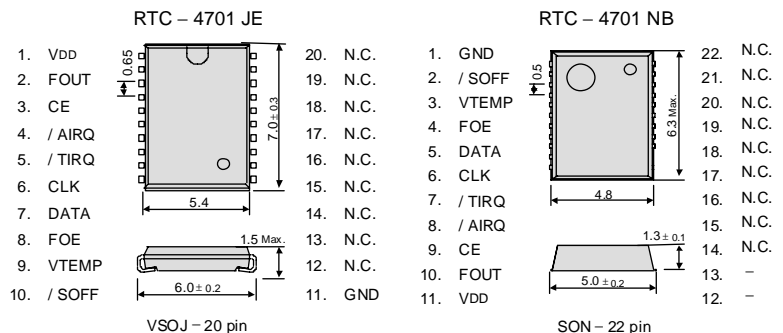 RTC – 4701 JE
1. VDD
2. FOUT
3. CE
4. / AIRQ
5. / TIRQ
6. CLK
7. DATA
8. FOE
9. VTEMP
10. / SOFF
20. N.C.
19. N.C.
18. N.C.
17. N.C.
16. N.C.
15. N.C.
14. N.C.
13. N.C.
12. N.C.
11. GND
0.65
7.0 ± 0.3
5.4
1.5 Max.
6.0 ± 0.2
VSOJ – 20 pin
RTC – 4701 NB
1. GND
2. / SOFF
3. VTEMP
4. FOE
5. DATA
6. CLK
7. / TIRQ
8. / AIRQ
9. CE
10. FOUT
11. VDD
22. N.C.
21. N.C.
20. N.C.
19. N.C.
18. N.C.
17. N.C.
16. N.C.
15. N.C.
14. N.C.
13. –
12. –
0.5
6.3 Max.
4.8
1.3 ± 0.1
5.0 ± 0.2
SON – 22 pin